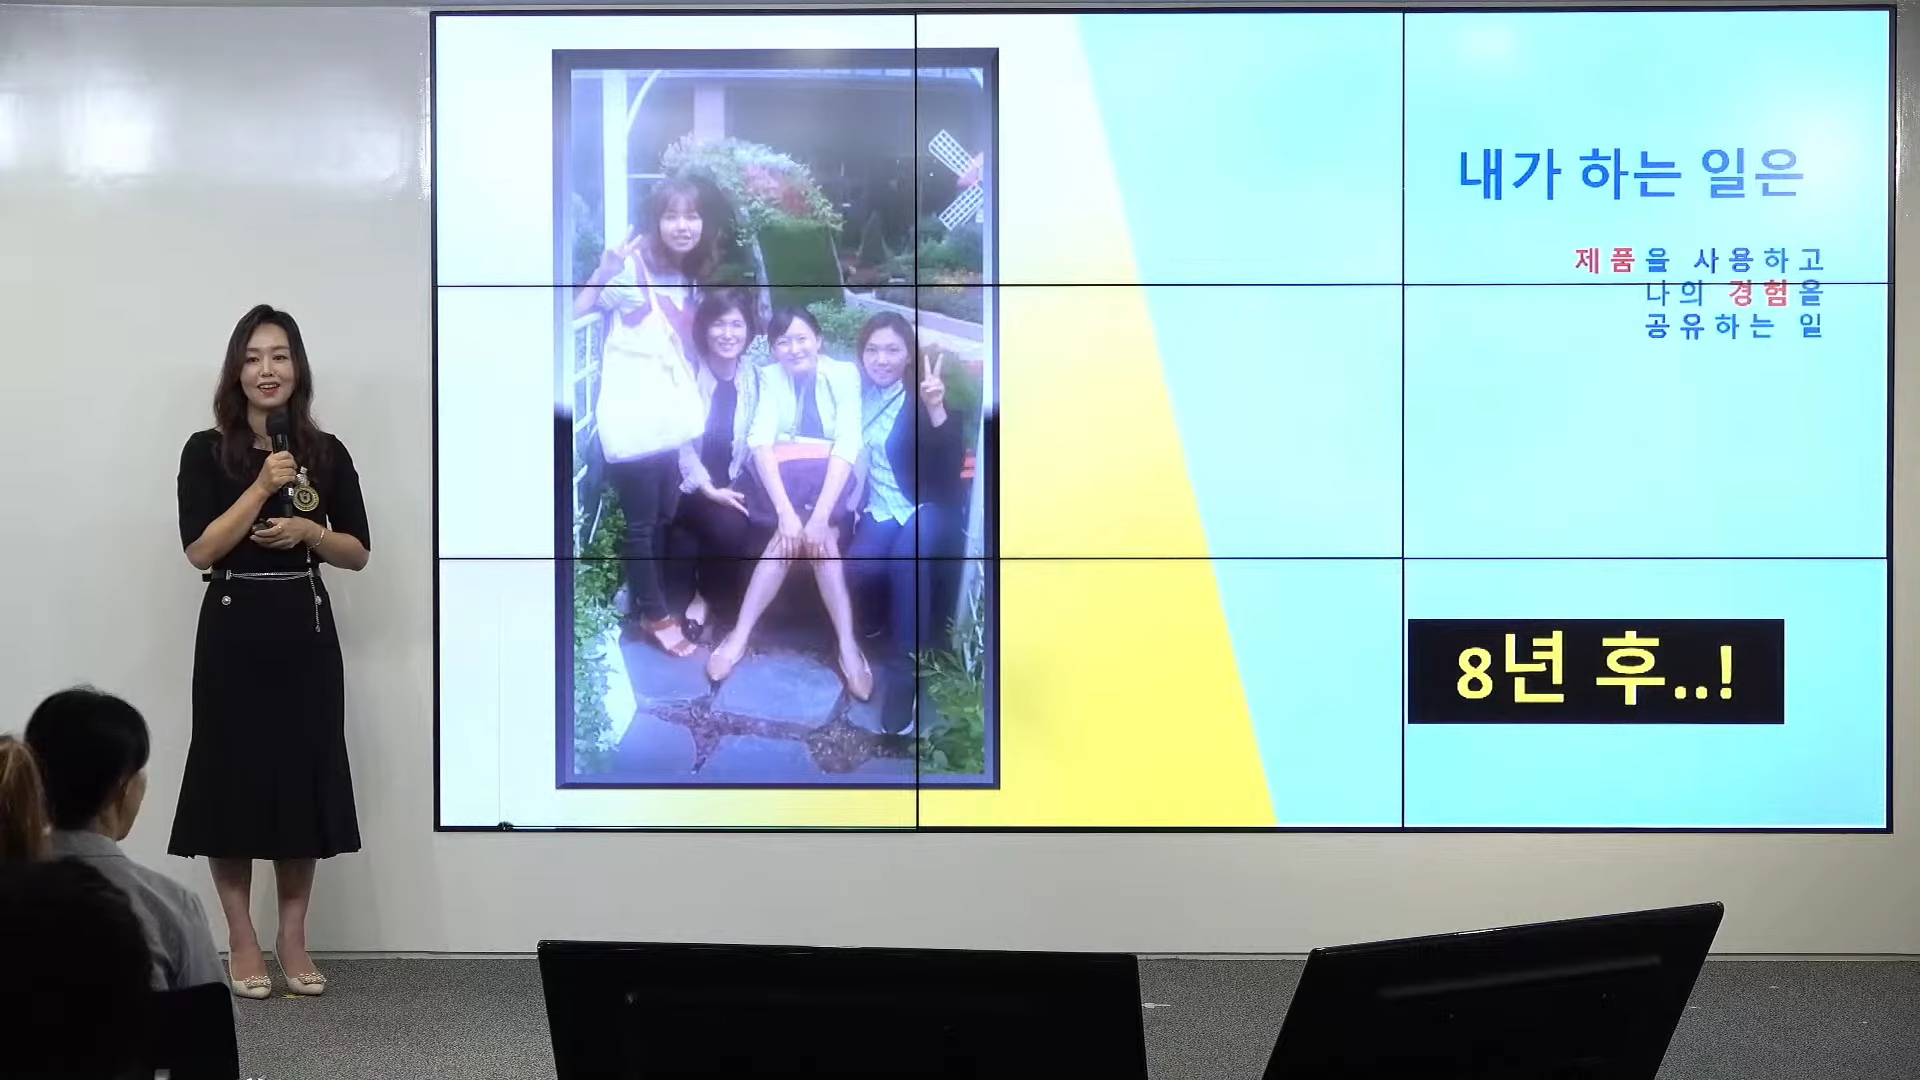 내가 하는 일은
제품을 사용하고
나의 경험을
공유하는 일
8년 후..!